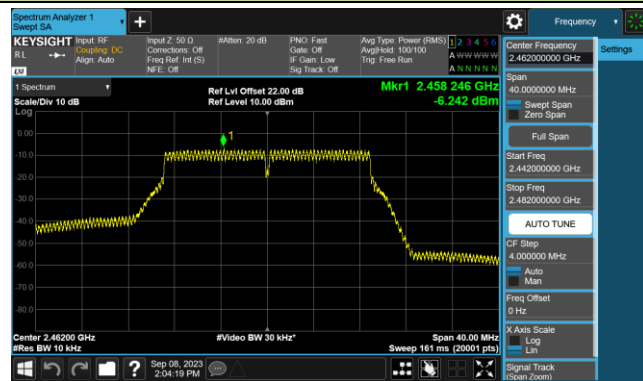 Spectrum Analyzer 1
Swept SA
Frequency
KEYSIGHT
RL
LXI
Input: RF
Coupling: DC
Align: Auto
Input Z: 50 Ω
Corrections: Off
Freq Ref: Int (S)
NFE: Off
#Atten: 20 dB
PNO: Fast
Gate: Off
IF Gain: Low
Sig Track: Off
Avg Type: Power (RMS)
Avg|Hold: 100/100
Trig: Free Run
1 2 3 4 5 6
A W W W W W
A N N N N N
1 Spectrum
Scale/Div 10 dB
Log
Ref Lvl Offset 22.00 dB
Ref Level 10.00 dBm
Mkr1 2.458 246 GHz
-6.242 dBm
1
0.00
-10.0
-20.0
-30.0
-40.0
-50.0
-60.0
-70.0
-80.0
Center 2.46200 GHz
#Res BW 10 kHz
#Video BW 30 kHz*
Span 40.00 MHz
Sweep 161 ms (20001 pts)
Sep 08, 2023
2:04:19 PM
Center Frequency
2.462000000 GHz
Settings
Span
40.0000000 MHz
Swept Span
Zero Span
Full Span
Start Freq
2.442000000 GHz
Stop Freq
2.482000000 GHz
AUTO TUNE
CF Step
4.000000 MHz
Auto
Man
Freq Offset
0 Hz
X Axis Scale
Log
Lin
Signal Track
(Span Zoom)